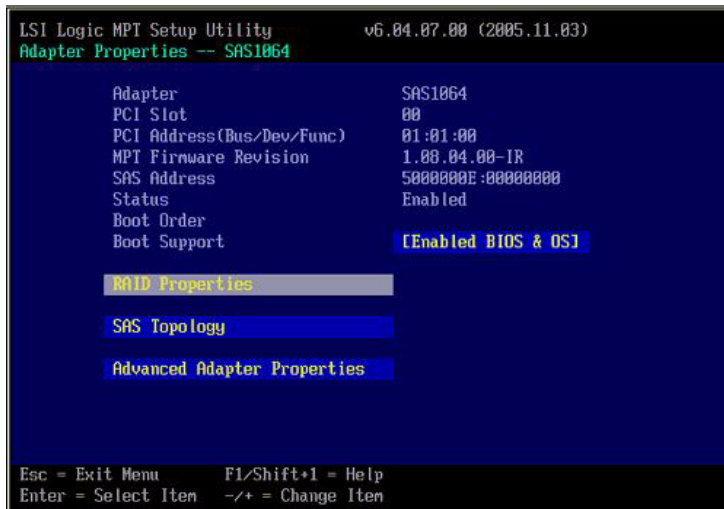 LSI Logic MPT Setup Utility v6.04.07.00 (2005.11.03)
Adapter Properties -- SAS1064
Adapter SAS1064
PCI Slot 00
PCI Address(Bus/Dev/Func) 01:01:00
MPT Firmware Revision 1.08.04.00-IR
SAS Address 5000000E:00000000
Status Enabled
Boot Order
Boot Support [Enabled BIOS & OS]
RAID Properties
SAS Topology
Advanced Adapter Properties
Esc = Exit Menu F1/Shift+1 = Help
Enter = Select Item -/+ = Change Item